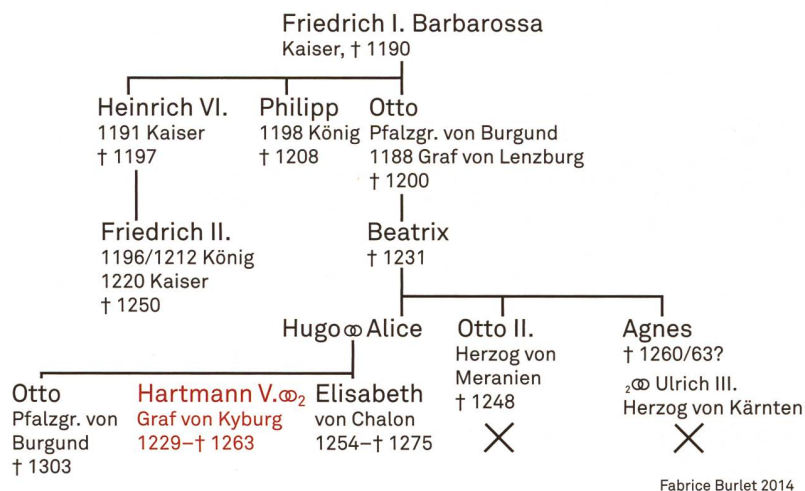 Friedrich I. Barbarossa
Kaiser, † 1190
Heinrich VI.
1191 Kaiser
† 1197
Philipp
1198 König
† 1208
Otto
Pfalzgr. von Burgund
1188 Graf von Lenzburg
† 1200
Friedrich II.
1196/1212 König
1220 Kaiser
† 1250
Beatrix
† 1231
Hugo ⚭ Alice
Otto II.
Herzog von
Meranien
† 1248
Agnes
† 1260/63?
₂⚭ Ulrich III.
Herzog von Kärnten
Otto
Pfalzgr. von
Burgund
† 1303
Hartmann V.⚭₂
Graf von Kyburg
1229–† 1263
Elisabeth
von Chalon
1254–† 1275
Fabrice Burlet 2014